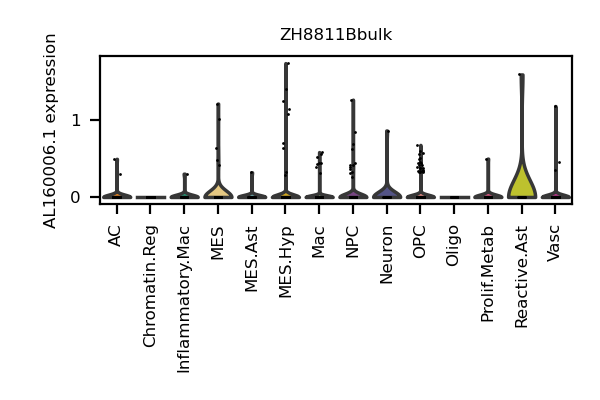 ZH8811Bbulk
AL160006.1 expression
1
0
AC
Chromatin.Reg
Inflammatory.Mac
MES
MES.Ast
MES.Hyp
Mac
NPC
Neuron
OPC
Oligo
Prolif.Metab
Reactive.Ast
Vasc